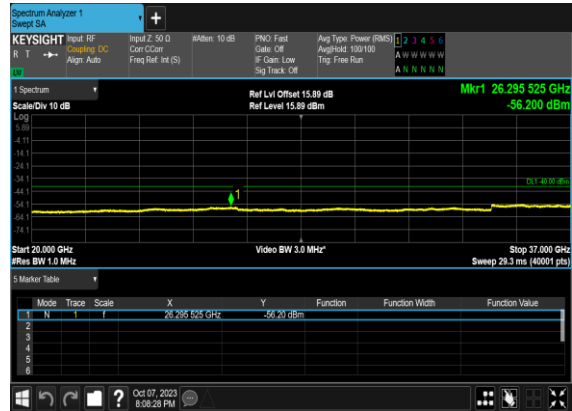 Spectrum Analyzer 1
Swept SA
+
KEYSIGHT Input: RF Input Z: 50 Ω #Atten: 10 dB PNO: Fast Avg Type: Power (RMS) 1 2 3 4 5 6
R T Coupling: DC Corr CCorr Gate: Off Avg|Hold: 100/100 A W W W W W
Align: Auto Freq Ref: Int (S) IF Gain: Low Trig: Free Run
Sig Track: Off A N N N N N
LW
1 Spectrum Ref Lvl Offset 15.89 dB Mkr1 26.295 525 GHz
Scale/Div 10 dB Ref Level 15.89 dBm -56.200 dBm
Log
5.89
-4.11
-14.1
-24.1
-34.1 DL1 -40.00 dBm
-44.1
1
-54.1
-64.1
-74.1
Start 20.000 GHz Video BW 3.0 MHz* Stop 37.000 GHz
#Res BW 1.0 MHz Sweep 29.3 ms (40001 pts)
5 Marker Table
Mode Trace Scale X Y Function Function Width Function Value
1 N 1 f 26.295 525 GHz -56.20 dBm
2
3
4
5
6
? Oct 07, 2023
8:08:28 PM